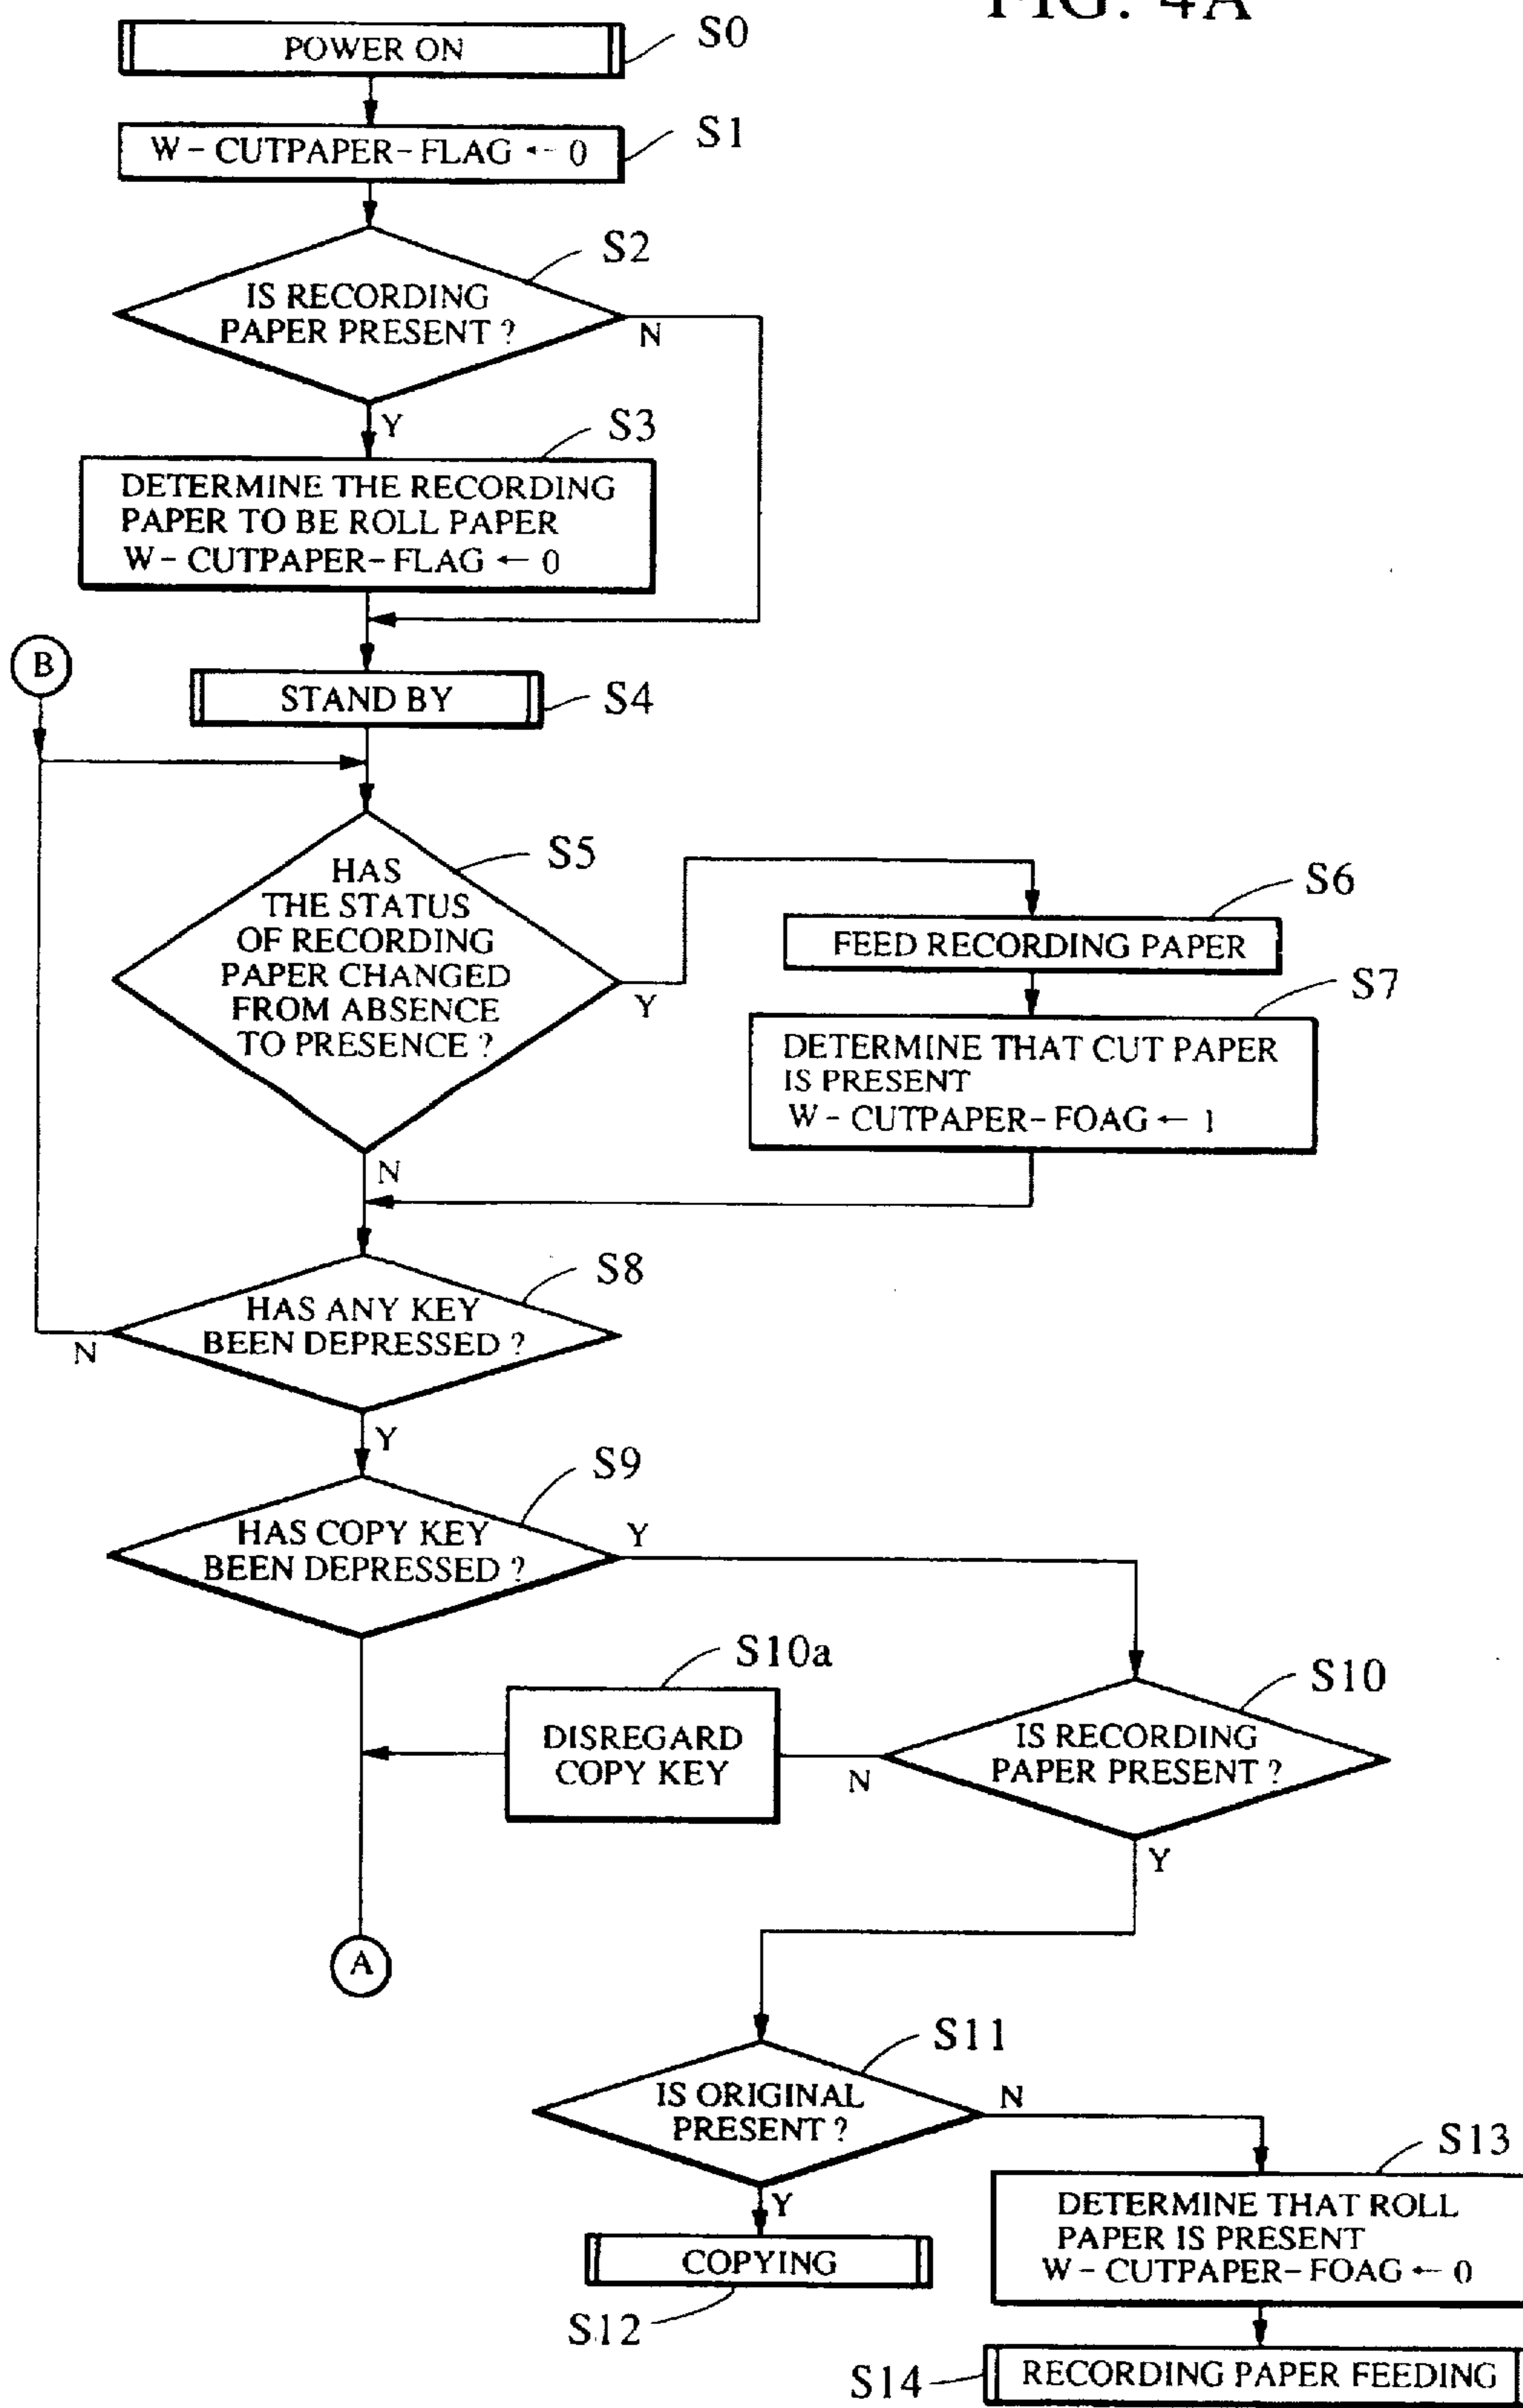 FIG. 4A
POWER ON
S0
W - CUTPAPER - FLAG ← 0
S1
S2
IS RECORDING
PAPER PRESENT ?
N
Y
S3
DETERMINE THE RECORDING
PAPER TO BE ROLL PAPER
W - CUTPAPER - FLAG ← 0
B
STAND BY
S4
S5
HAS
THE STATUS
OF RECORDING
PAPER CHANGED
FROM ABSENCE
TO PRESENCE ?
Y
N
S6
FEED RECORDING PAPER
S7
DETERMINE THAT CUT PAPER
IS PRESENT
W - CUTPAPER - FOAG ← 1
S8
HAS ANY KEY
BEEN DEPRESSED ?
N
Y
S9
HAS COPY KEY
BEEN DEPRESSED ?
Y
S10a
DISREGARD
COPY KEY
S10
IS RECORDING
PAPER PRESENT ?
N
Y
A
S11
IS ORIGINAL
PRESENT ?
N
Y
COPYING
S12
S13
DETERMINE THAT ROLL
PAPER IS PRESENT
W - CUTPAPER - FOAG ← 0
S14
RECORDING PAPER FEEDING